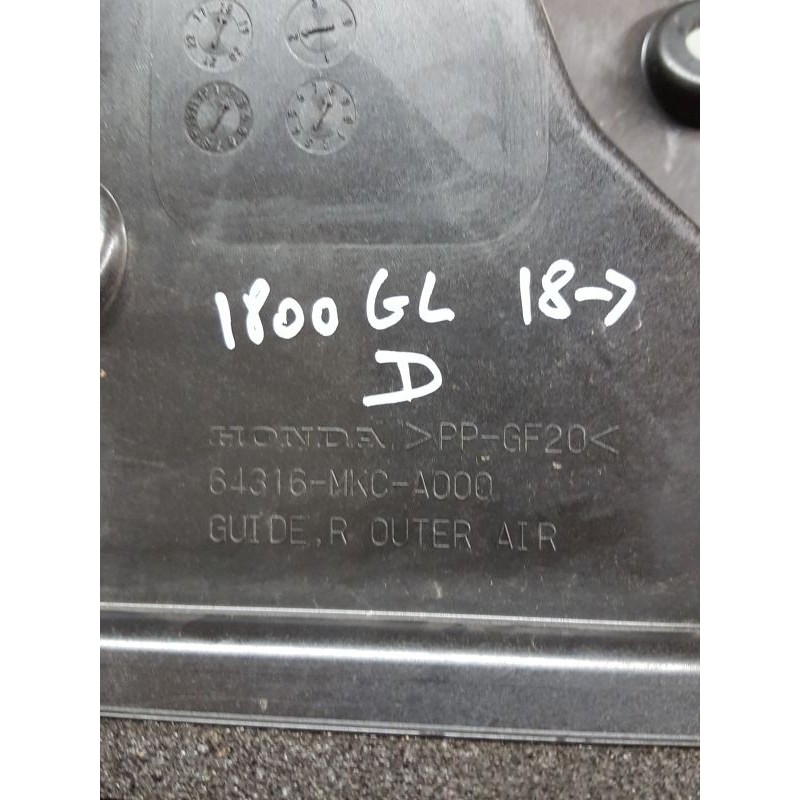 1800 GL 18->
D
HONDA >PP-GF20<
64316-MKC-A000
GUIDE,R OUTER AIR